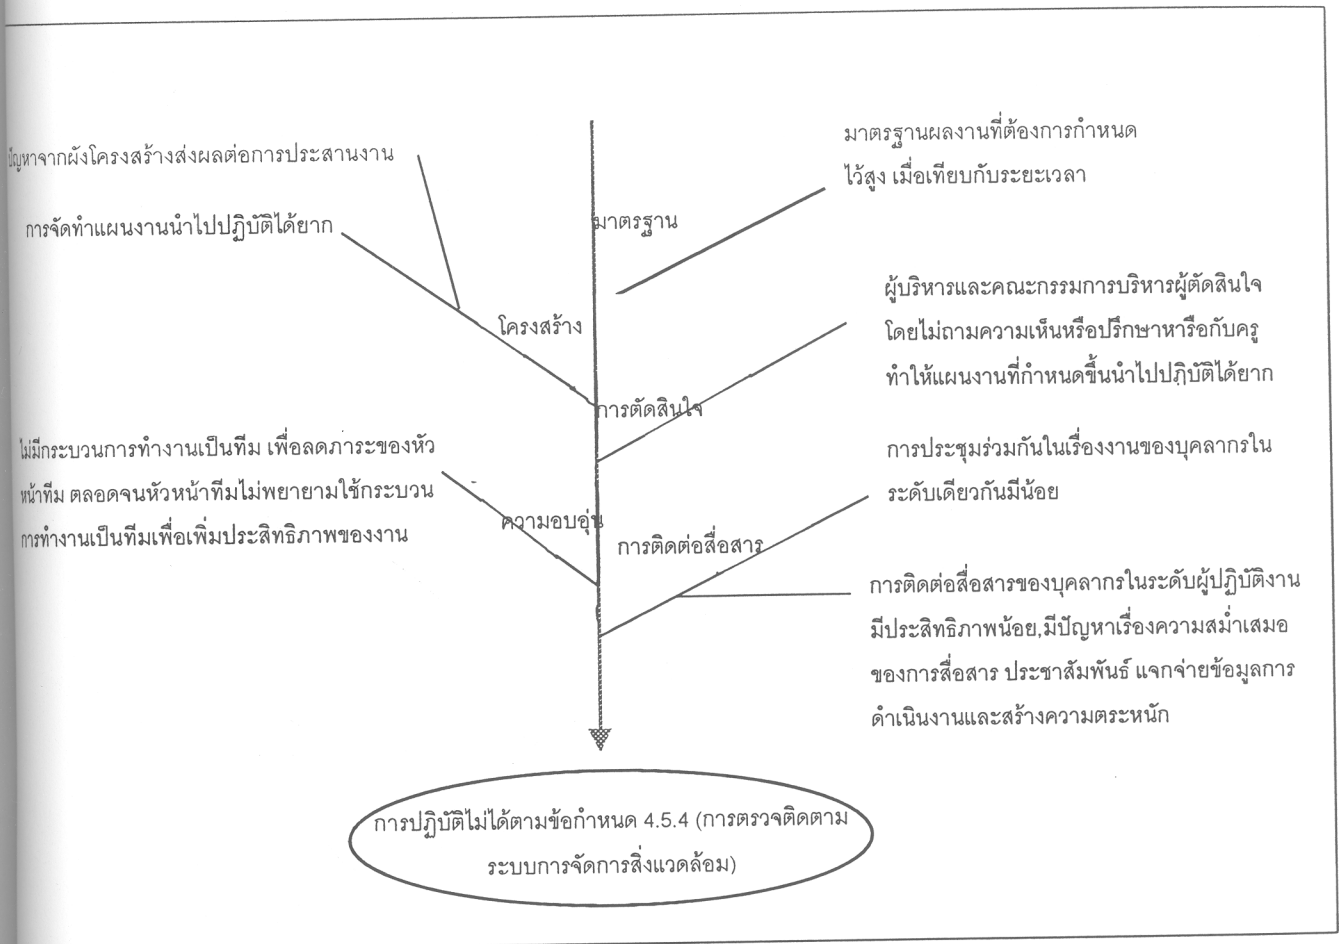 ปัญหาจากผังโครงสร้างส่งผลต่อการประสานงาน
การจัดทำแผนงานนำไปปฏิบัติได้ยาก
โครงสร้าง
มาตรฐาน
มาตรฐานผลงานที่ต้องการกำหนด
ไว้สูง เมื่อเทียบกับระยะเวลา
ผู้บริหารและคณะกรรมการบริหารผู้ตัดสินใจ
โดยไม่ถามความเห็นหรือปรึกษาหารือกับครู
ทำให้แผนงานที่กำหนดขึ้นนำไปปฏิบัติได้ยาก
การตัดสินใจ
ไม่มีกระบวนการทำงานเป็นทีม เพื่อลดภาระของหัว
หน้าทีม ตลอดจนหัวหน้าทีมไม่พยายามใช้กระบวน
การทำงานเป็นทีมเพื่อเพิ่มประสิทธิภาพของงาน
ความอบอุ่น
การติดต่อสื่อสาร
การประชุมร่วมกันในเรื่องงานของบุคลากรใน
ระดับเดียวกันมีน้อย
การติดต่อสื่อสารของบุคลากรในระดับผู้ปฏิบัติงาน
มีประสิทธิภาพน้อย,มีปัญหาเรื่องความสม่ำเสมอ
ของการสื่อสาร ประชาสัมพันธ์ แจกจ่ายข้อมูลการ
ดำเนินงานและสร้างความตระหนัก
การปฏิบัติไม่ได้ตามข้อกำหนด 4.5.4 (การตรวจติดตาม
ระบบการจัดการสิ่งแวดล้อม)